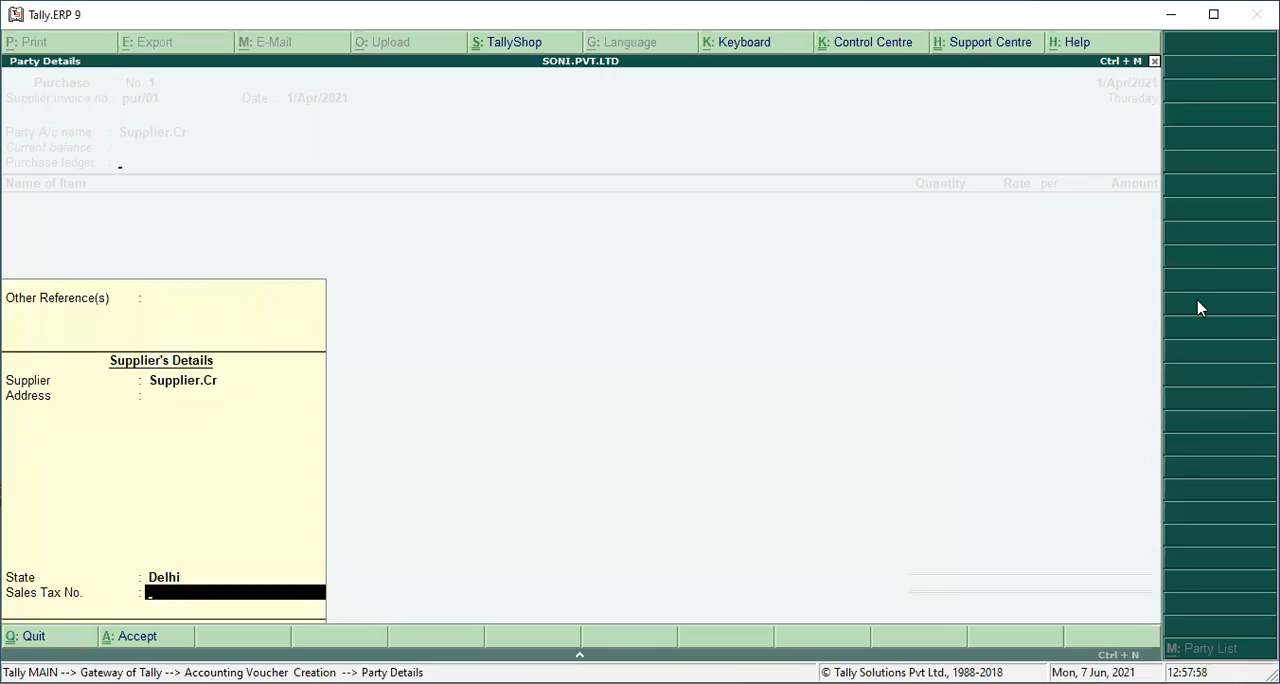 Tally.ERP 9
P: Print E: Export M: E-Mail O: Upload S: TallyShop G: Language K: Keyboard K: Control Centre H: Support Centre H: Help
Party Details SONI.PVT.LTD Ctrl + M
Purchase No. 1 1/Apr/2021
Supplier invoice no.: pur/01 Date : 1/Apr/2021 Thursday
Party A/c name : Supplier.Cr
Current balance :
Purchase ledger :
Name of Item Quantity Rate per Amount
Other Reference(s) :
Supplier's Details
Supplier : Supplier.Cr
Address :
State : Delhi
Sales Tax No. :
Q: Quit A: Accept
M: Party List
Ctrl + N
Tally MAIN --> Gateway of Tally --> Accounting Voucher Creation --> Party Details © Tally Solutions Pvt Ltd., 1988-2018 Mon, 7 Jun, 2021 12:57:58